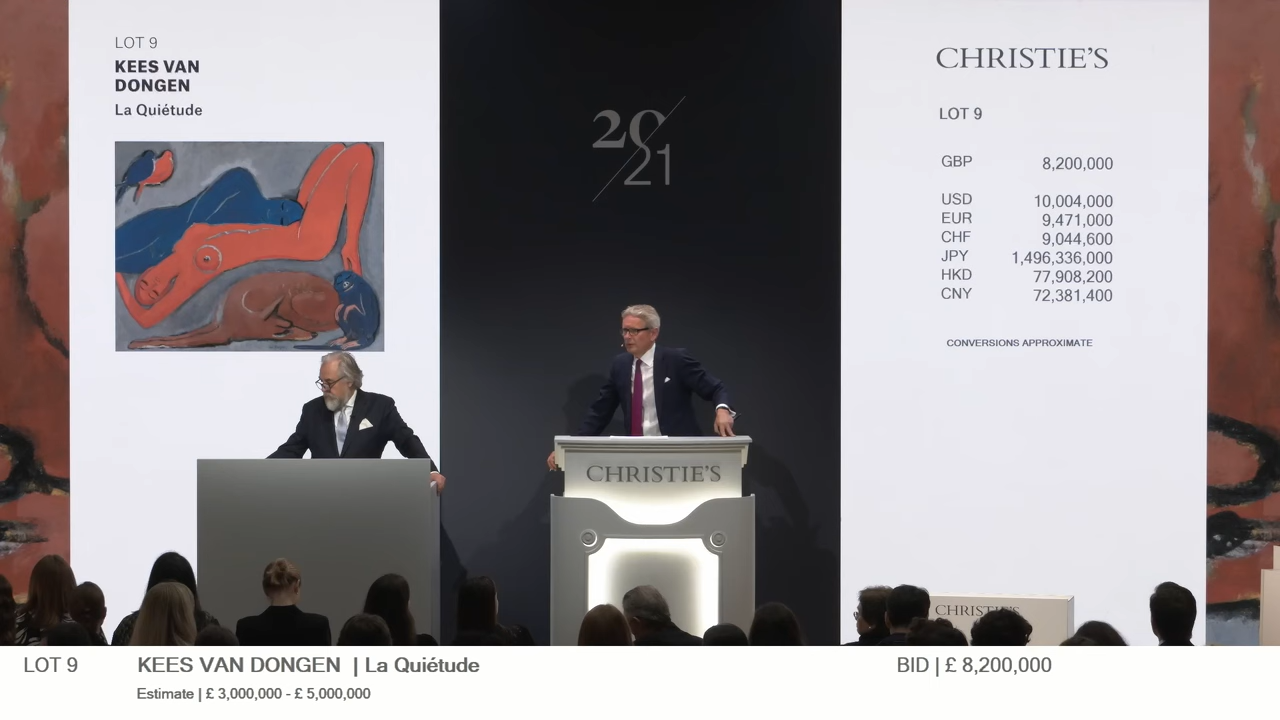 LOT 9
KEES VAN
DONGEN
La Quiétude
20
21
CHRISTIE'S
LOT 9
GBP 8,200,000
USD 10,004,000
EUR 9,471,000
CHF 9,044,600
JPY 1,496,336,000
HKD 77,908,200
CNY 72,381,400
CONVERSIONS APPROXIMATE
CHRISTIE'S
CHRISTIE'S
LOT 9 KEES VAN DONGEN | La Quiétude BID | £ 8,200,000
Estimate | £ 3,000,000 - £ 5,000,000